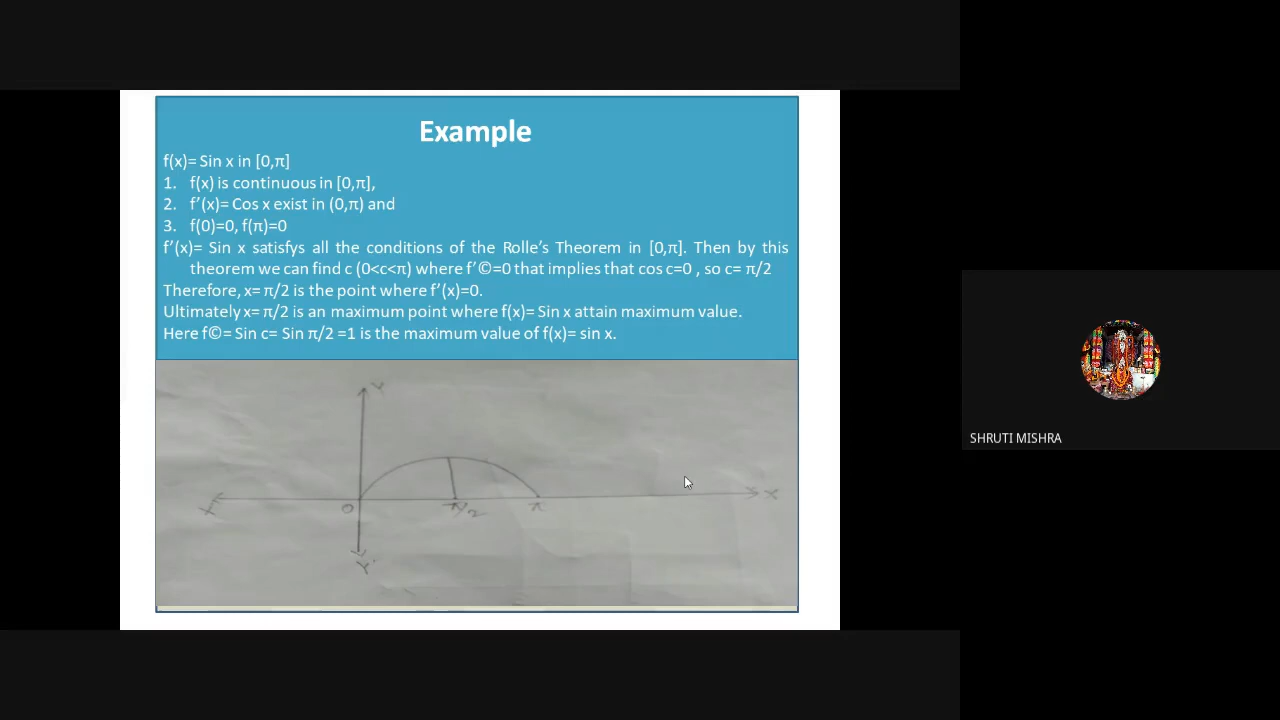 Example
f(x)= Sin x in [0,π]
1. f(x) is continuous in [0,π],
2. f’(x)= Cos x exist in (0,π) and
3. f(0)=0, f(π)=0
f’(x)= Sin x satisfys all the conditions of the Rolle’s Theorem in [0,π]. Then by this
theorem we can find c (0<c<π) where f’©=0 that implies that cos c=0 , so c= π/2
Therefore, x= π/2 is the point where f’(x)=0.
Ultimately x= π/2 is an maximum point where f(x)= Sin x attain maximum value.
Here f©= Sin c= Sin π/2 =1 is the maximum value of f(x)= sin x.
Y
X'
O
π/2
π
X
Y'
SHRUTI MISHRA